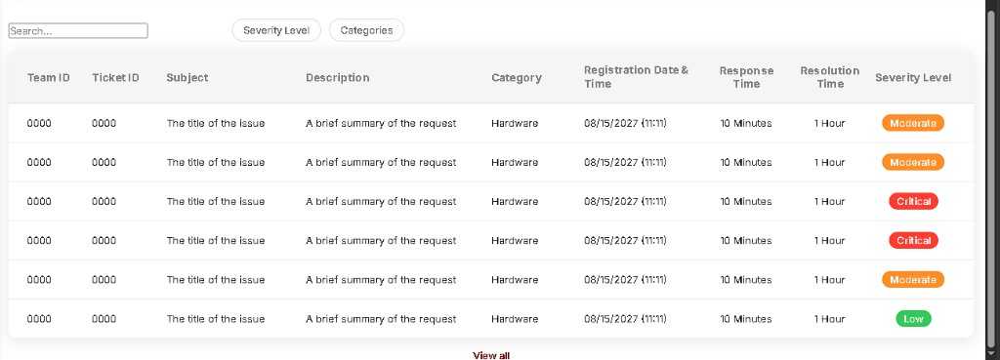 Search...
Severity Level
Categories
Team ID Ticket ID Subject Description Category Registration Date & Time Response Time Resolution Time Severity Level
0000 0000 The title of the issue A brief summary of the request Hardware 08/15/2027 (11:11) 10 Minutes 1 Hour Moderate
0000 0000 The title of the issue A brief summary of the request Hardware 08/15/2027 (11:11) 10 Minutes 1 Hour Moderate
0000 0000 The title of the issue A brief summary of the request Hardware 08/15/2027 (11:11) 10 Minutes 1 Hour Critical
0000 0000 The title of the issue A brief summary of the request Hardware 08/15/2027 (11:11) 10 Minutes 1 Hour Critical
0000 0000 The title of the issue A brief summary of the request Hardware 08/15/2027 (11:11) 10 Minutes 1 Hour Moderate
0000 0000 The title of the issue A brief summary of the request Hardware 08/15/2027 (11:11) 10 Minutes 1 Hour Low
View all